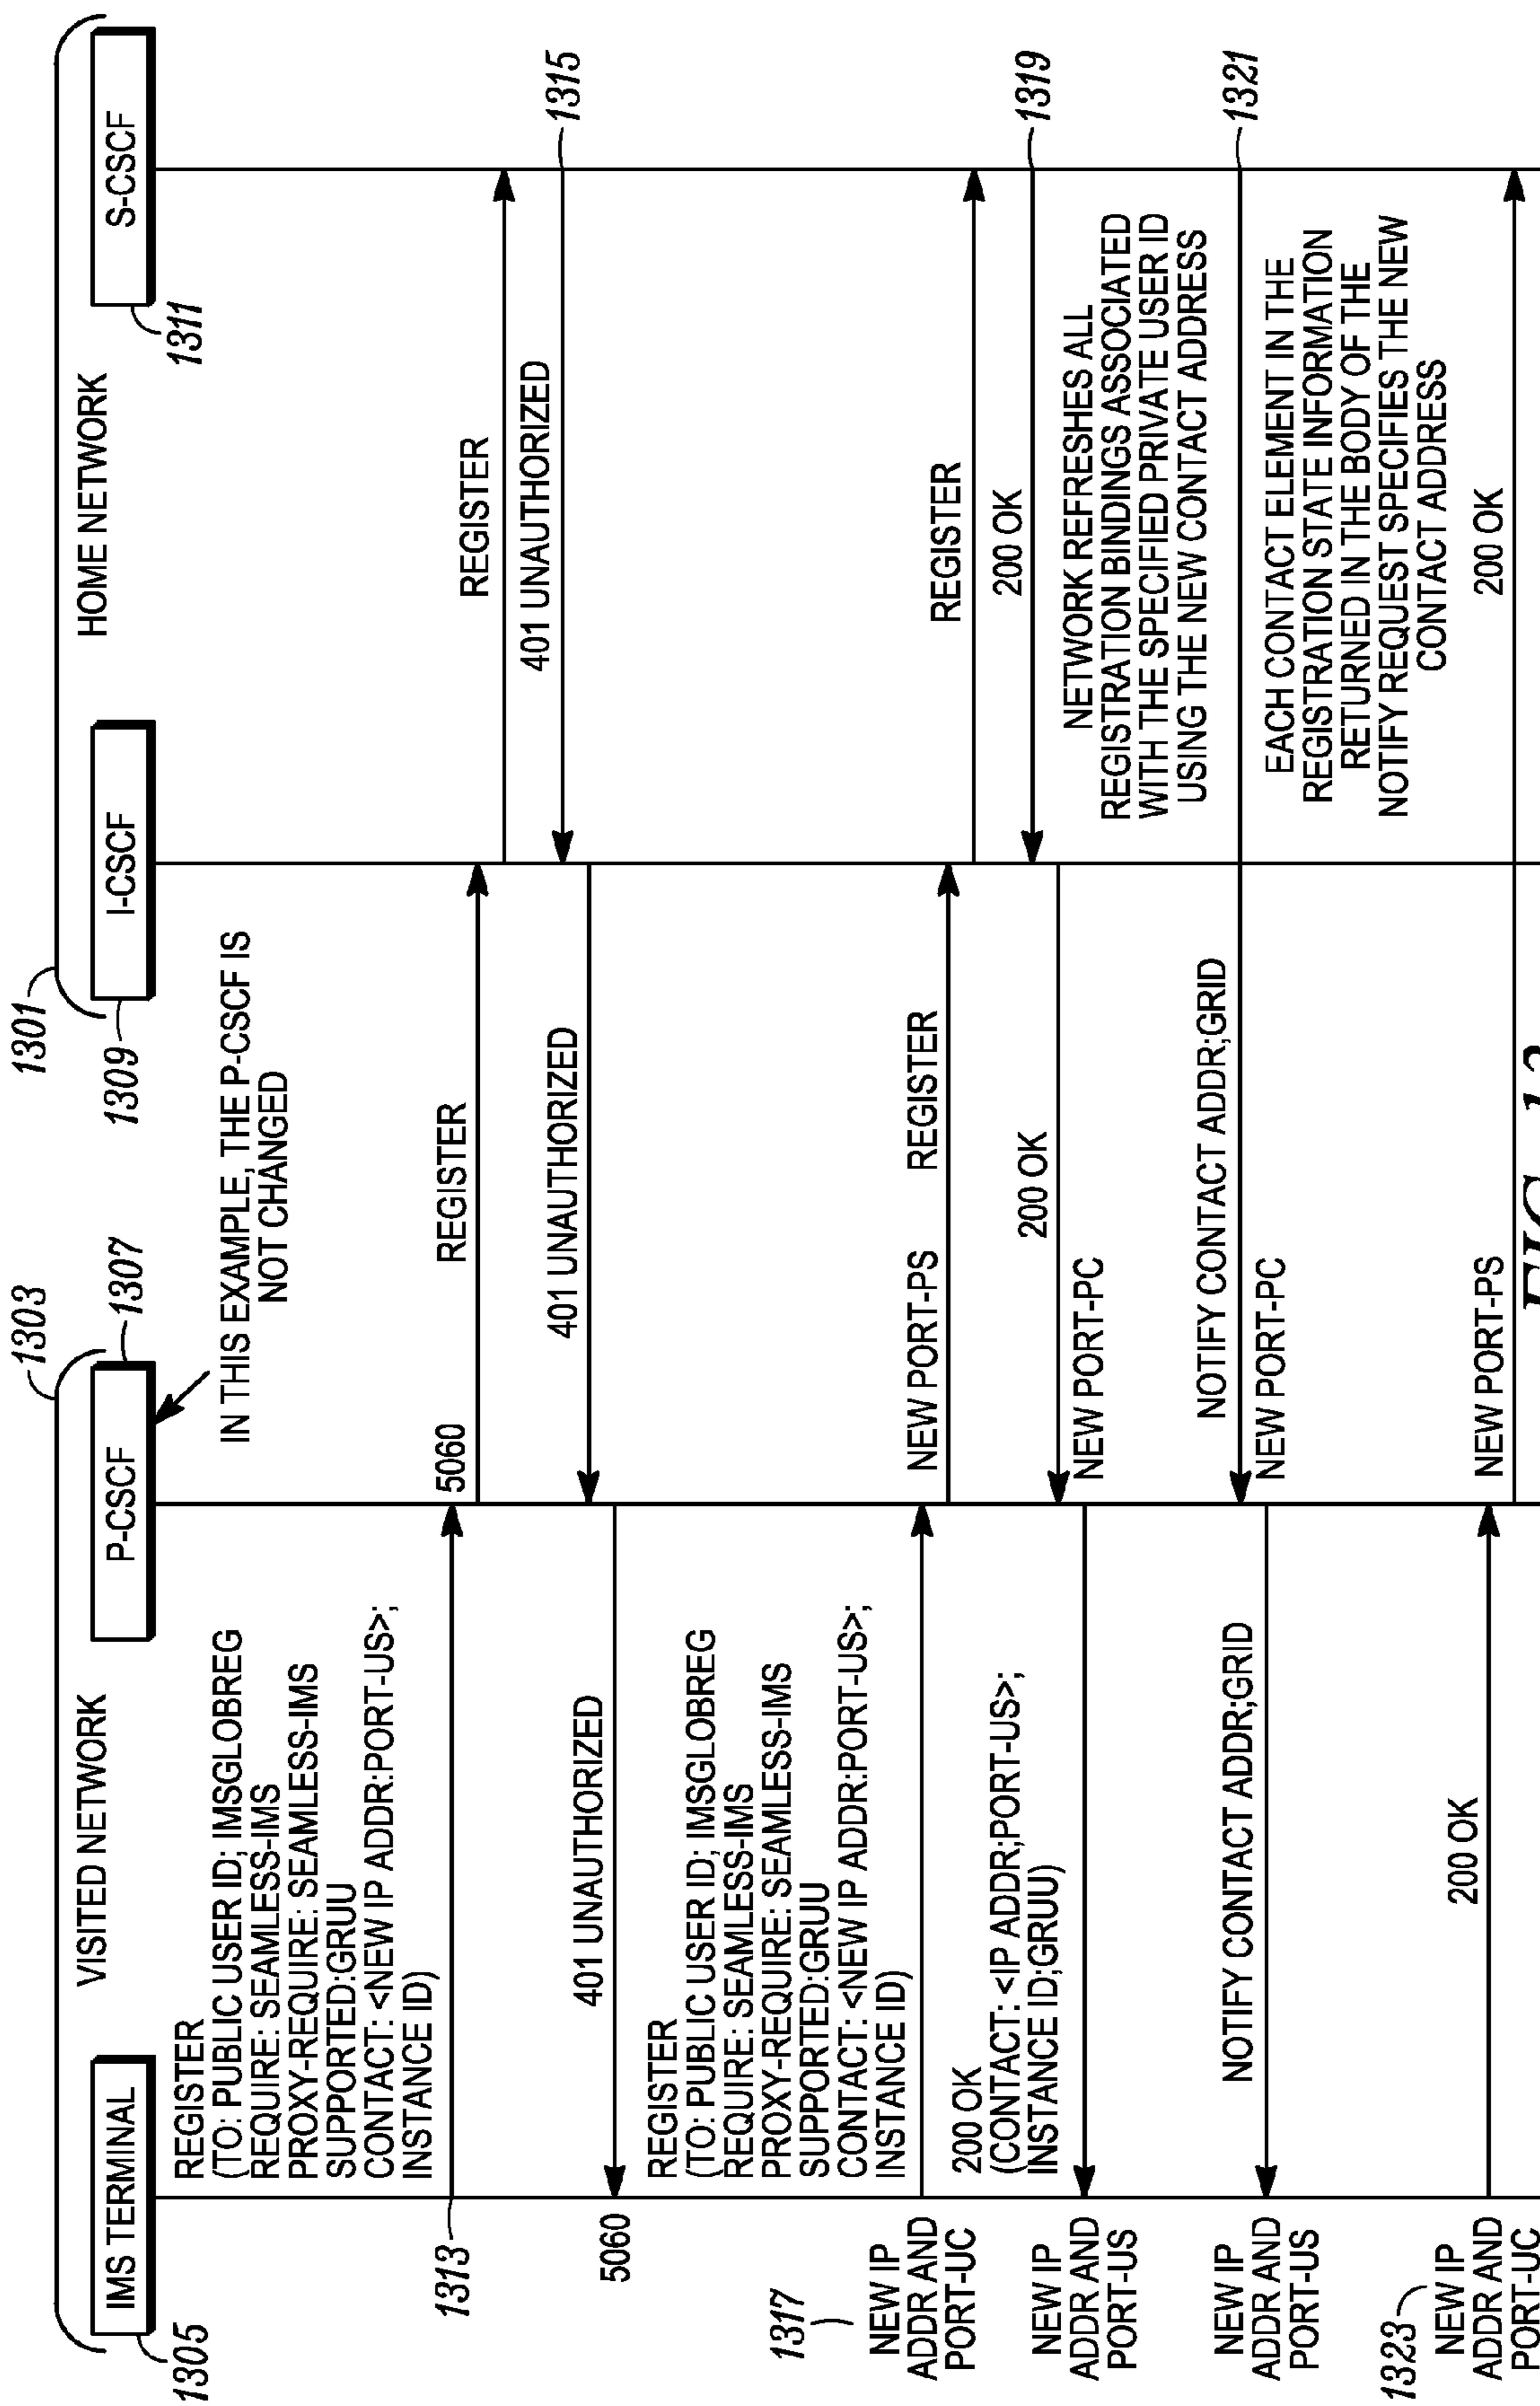 1303
1301
VISITED NETWORK
HOME NETWORK
IMS TERMINAL
P-CSCF
I-CSCF
S-CSCF
1305
1307
1309
1311
IN THIS EXAMPLE, THE P-CSCF IS
NOT CHANGED
REGISTER
(TO: PUBLIC USER ID; IMSGLOBREG
REQUIRE: SEAMLESS-IMS
PROXY-REQUIRE: SEAMLESS-IMS
SUPPORTED:GRUU
CONTACT: <NEW IP ADDR:PORT-US>;
INSTANCE ID)
1313
5060
REGISTER
REGISTER
401 UNAUTHORIZED
1315
401 UNAUTHORIZED
401 UNAUTHORIZED
5060
REGISTER
(TO: PUBLIC USER ID; IMSGLOBREG
REQUIRE: SEAMLESS-IMS
PROXY-REQUIRE: SEAMLESS-IMS
SUPPORTED:GRUU
CONTACT: <NEW IP ADDR:PORT-US>;
INSTANCE ID)
1317
NEW IP
ADDR AND
PORT-UC
NEW PORT-PS
REGISTER
REGISTER
200 OK
1319
200 OK
NEW PORT-PC
200 OK
(CONTACT: <IP ADDR;PORT-US>;
INSTANCE ID;GRUU)
NEW IP
ADDR AND
PORT-US
NETWORK REFRESHES ALL
REGISTRATION BINDINGS ASSOCIATED
WITH THE SPECIFIED PRIVATE USER ID
USING THE NEW CONTACT ADDRESS
1321
NOTIFY CONTACT ADDR;GRID
NEW PORT-PC
NOTIFY CONTACT ADDR;GRID
NEW IP
ADDR AND
PORT-US
EACH CONTACT ELEMENT IN THE
REGISTRATION STATE INFORMATION
RETURNED IN THE BODY OF THE
NOTIFY REQUEST SPECIFIES THE NEW
CONTACT ADDRESS
1323
NEW IP
ADDR AND
PORT-UC
200 OK
NEW PORT-PS
200 OK